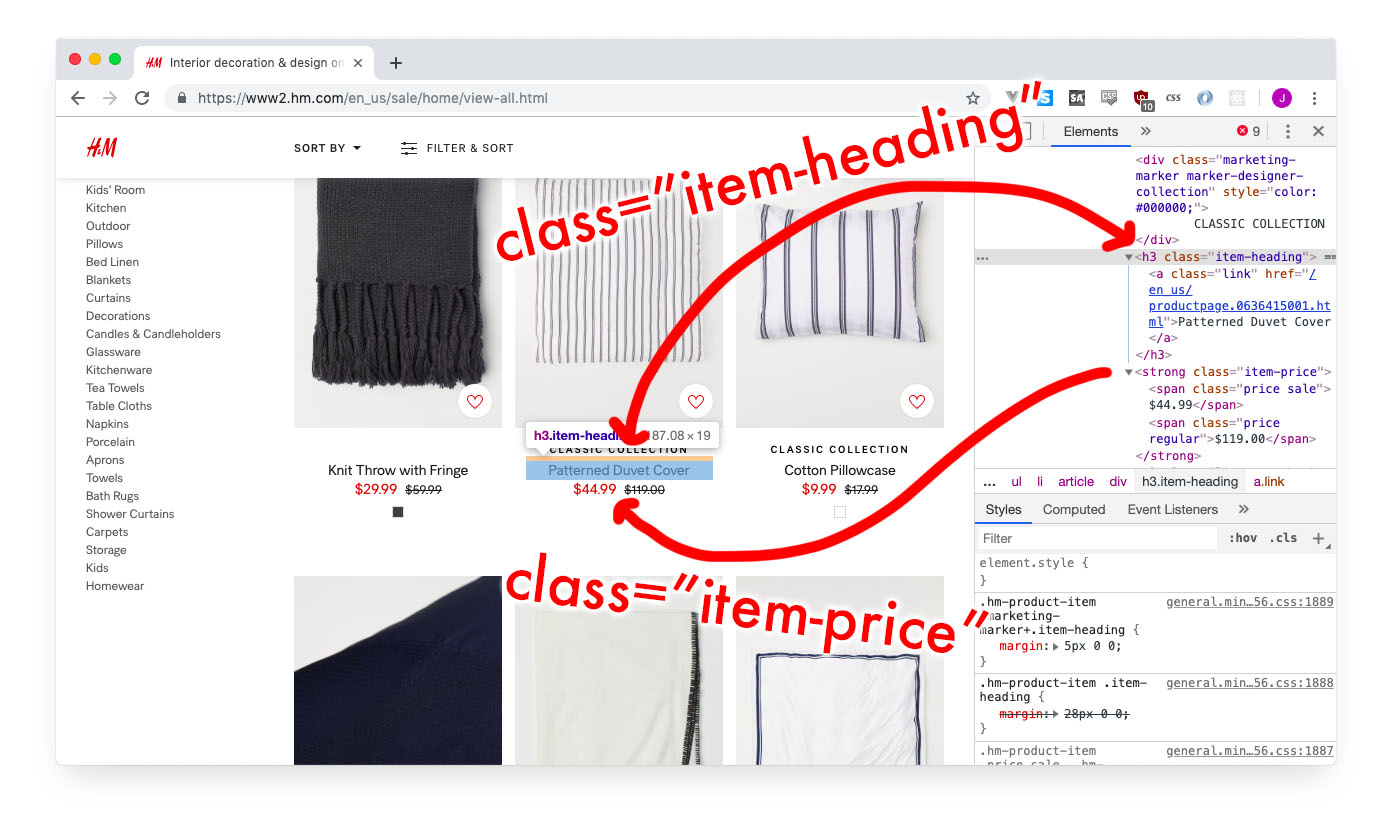 H&M Interior decoration & design on
https://www2.hm.com/en_us/sale/home/view-all.html
SA CSE 10 css J
H&M
SORT BY
FILTER & SORT
Kids' Room
Kitchen
Outdoor
Pillows
Bed Linen
Blankets
Curtains
Decorations
Candles & Candleholders
Glassware
Kitchenware
Tea Towels
Table Cloths
Napkins
Porcelain
Aprons
Towels
Bath Rugs
Shower Curtains
Carpets
Storage
Kids
Homewear
class="item-heading"
h3.item-head 187.08 × 19
Knit Throw with Fringe
$29.99 $59.99
CLASSIC COLLECTION
Patterned Duvet Cover
$44.99 $119.00
CLASSIC COLLECTION
Cotton Pillowcase
$9.99 $17.99
class="item-price"
Elements » 9
<div class="marketing-
marker marker-designer-
collection" style="color:
#000000;">
CLASSIC COLLECTION
</div>
… ▼<h3 class="item-heading"> ==
<a class="link" href="/
en_us/
productpage.0636415001.ht
ml">Patterned Duvet Cover
</a>
</h3>
▼<strong class="item-price">
<span class="price sale">
$44.99</span>
<span class="price
regular">$119.00</span>
</strong>
… ul li article div h3.item-heading a.link
Styles Computed Event Listeners »
Filter :hov .cls +
element.style {
}
.hm-product-item general.min…56.css:1889
marketing-
marker+.item-heading {
margin:▶ 5px 0 0;
}
.hm-product-item .item- general.min…56.css:1888
heading {
margin:▶ 28px 0 0;
}
.hm-product-item general.min…56.css:1887